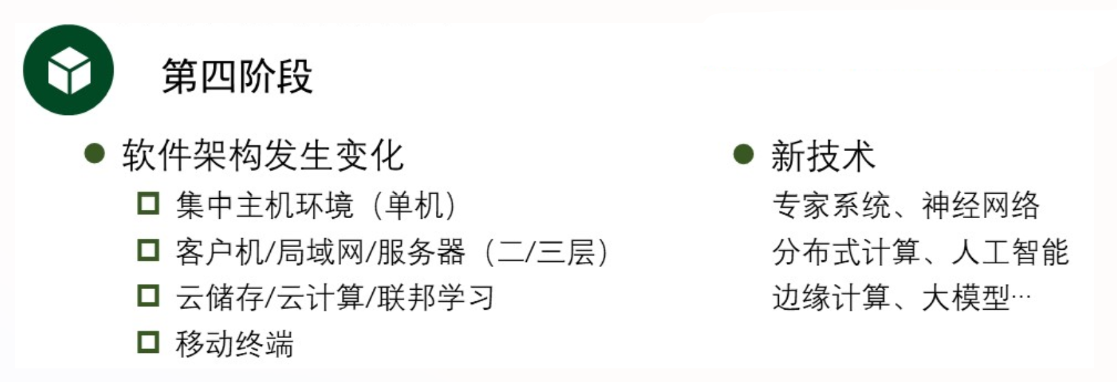 第四阶段
软件架构发生变化
集中主机环境（单机）
客户机/局域网/服务器（二/三层）
云储存/云计算/联邦学习
移动终端
新技术
专家系统、神经网络
分布式计算、人工智能
边缘计算、大模型…